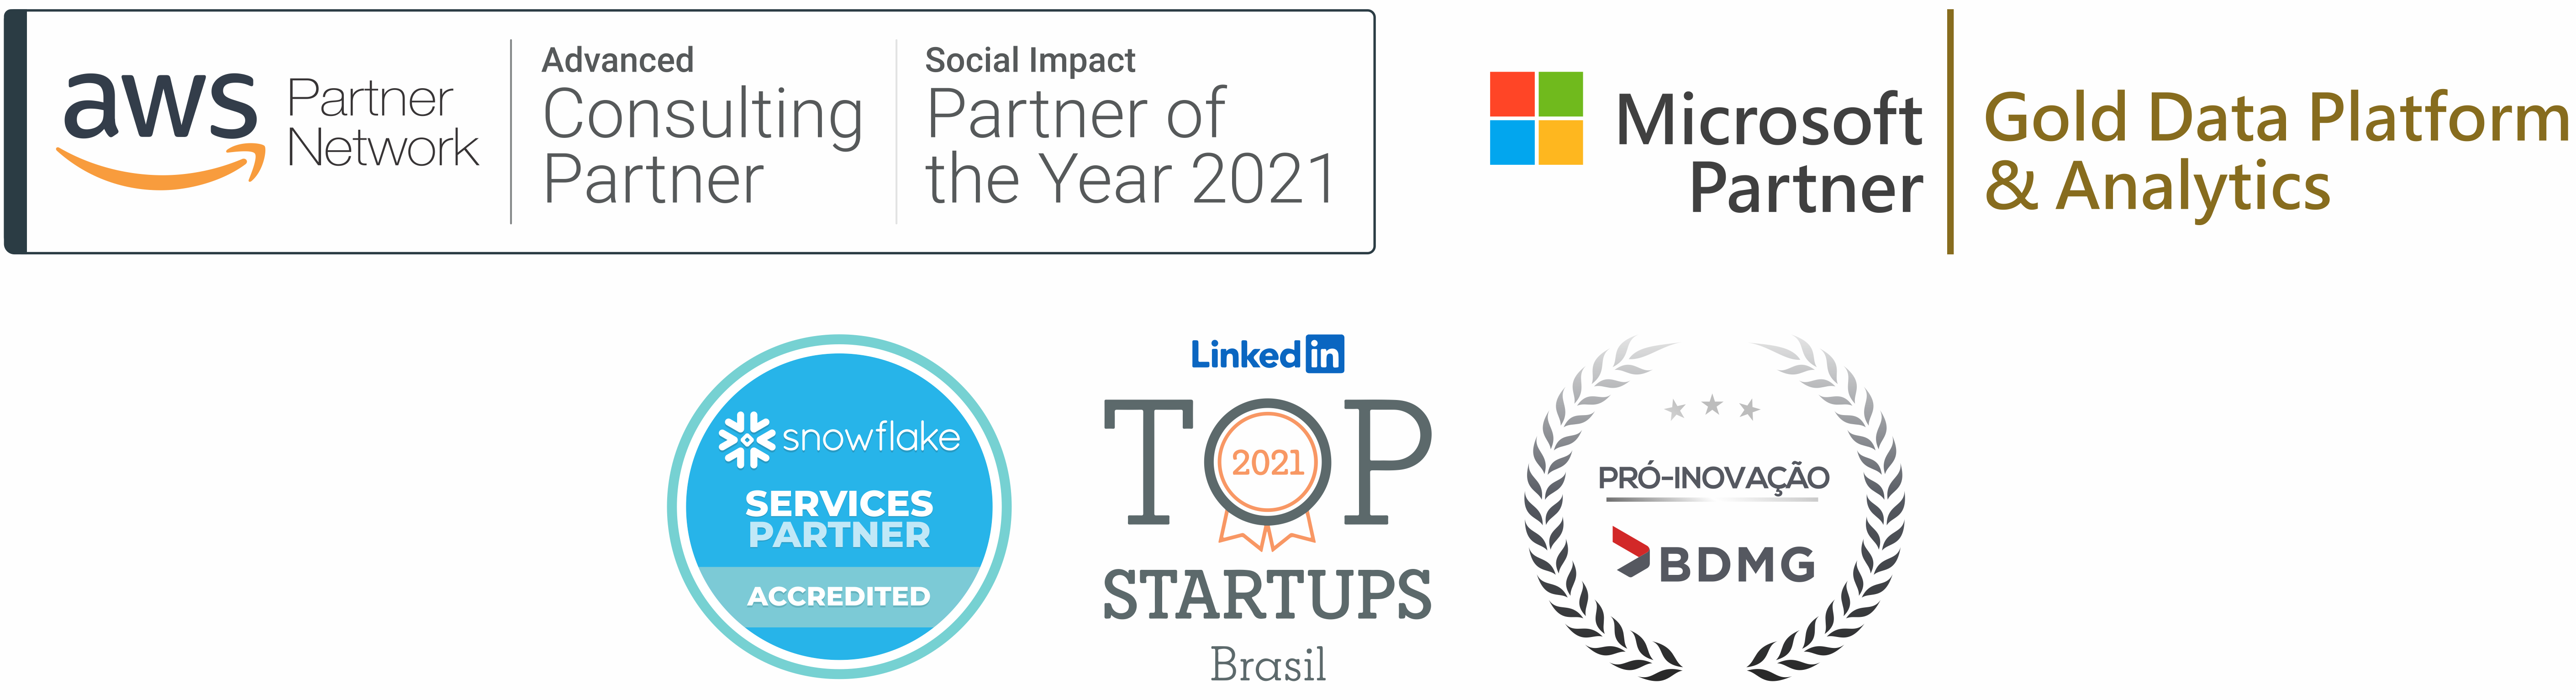 aws
Partner
Network
Advanced
Consulting
Partner
Social Impact
Partner of
the Year 2021
Microsoft
Partner
Gold Data Platform
& Analytics
snowflake
SERVICES
PARTNER
ACCREDITED
Linked in
TOP
2021
STARTUPS
Brasil
PRÓ-INOVAÇÃO
BDMG